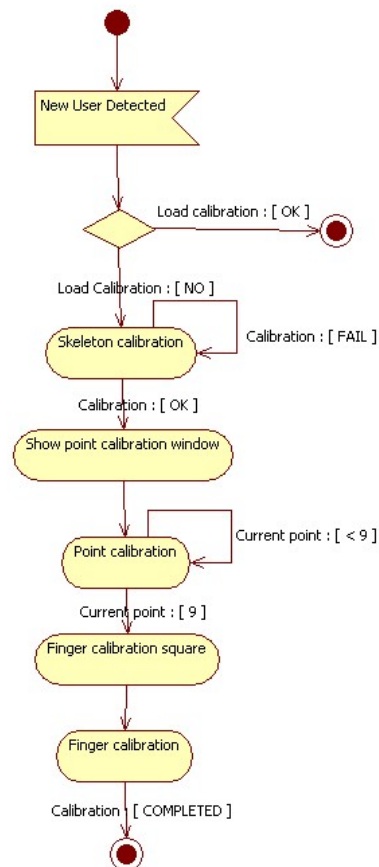 New User Detected
Load calibration : [ OK ]
Load Calibration : [ NO ]
Skeleton calibration
Calibration : [ FAIL ]
Calibration : [ OK ]
Show point calibration window
Current point : [ < 9 ]
Point calibration
Current point : [ 9 ]
Finger calibration square
Finger calibration
Calibration : [ COMPLETED ]